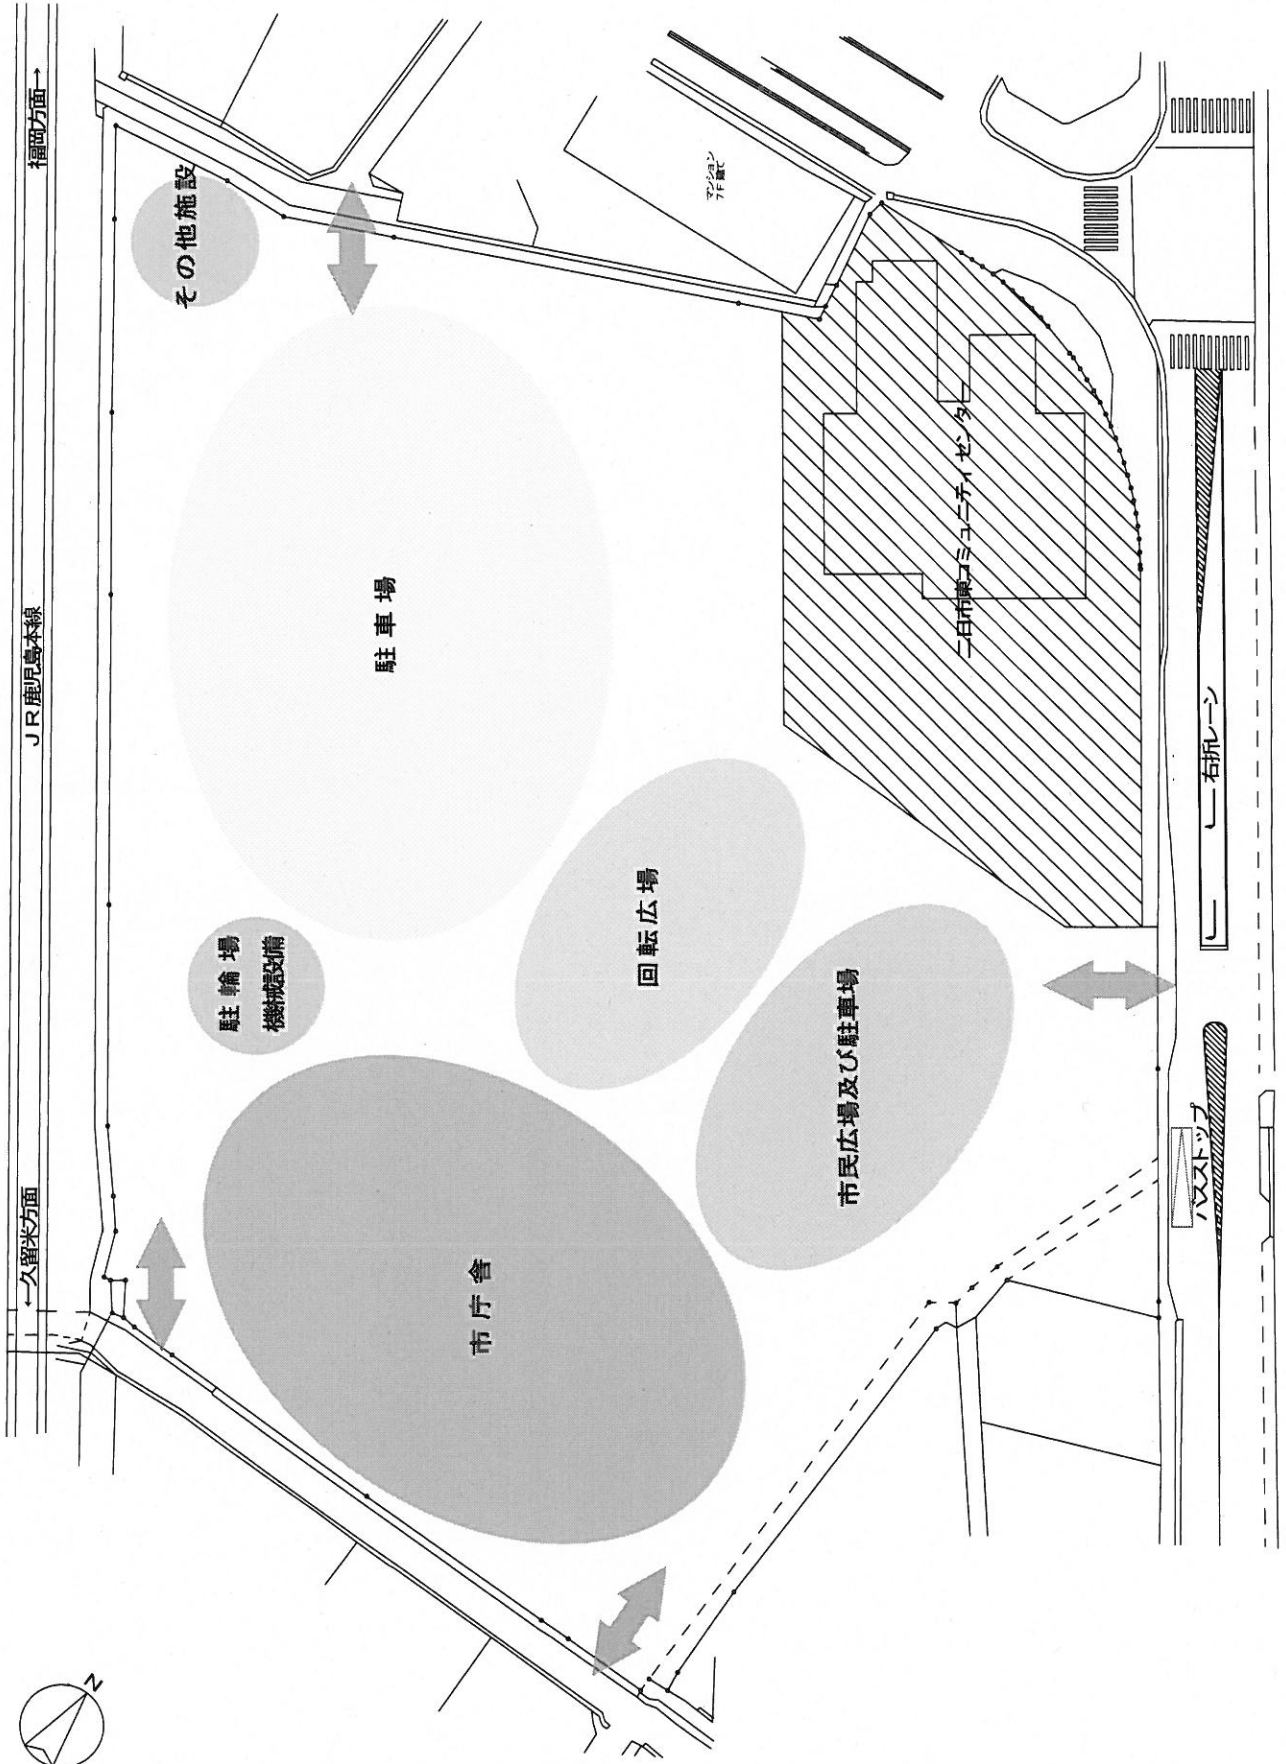 福岡方面→
JR鹿児島本線
←久留米方面
その他施設
マンション
7F建て
駐車場
二日市東コミュニティセンター
駐輪場
機械設備
回転広場
市民広場及び駐車場
右折レーン
市庁舎
バスストップ
N